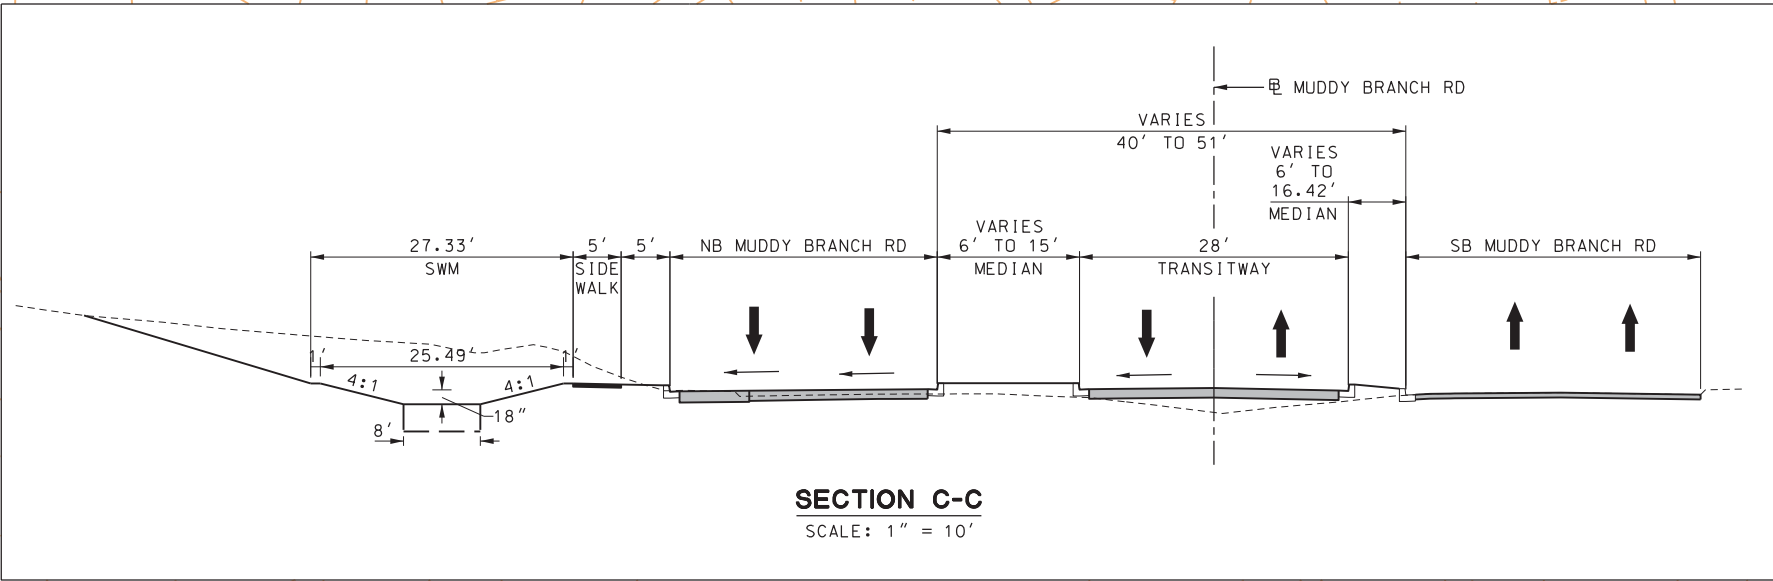 ℄ MUDDY BRANCH RD
VARIES
40' TO 51'
VARIES
6' TO
16.42'
MEDIAN
27.33'
SWM
5'
SIDE
WALK
5'
NB MUDDY BRANCH RD
VARIES
6' TO 15'
MEDIAN
28'
TRANSITWAY
SB MUDDY BRANCH RD
1'
25.49'
1'
4:1
4:1
18"
8'
SECTION C-C
SCALE: 1" = 10'